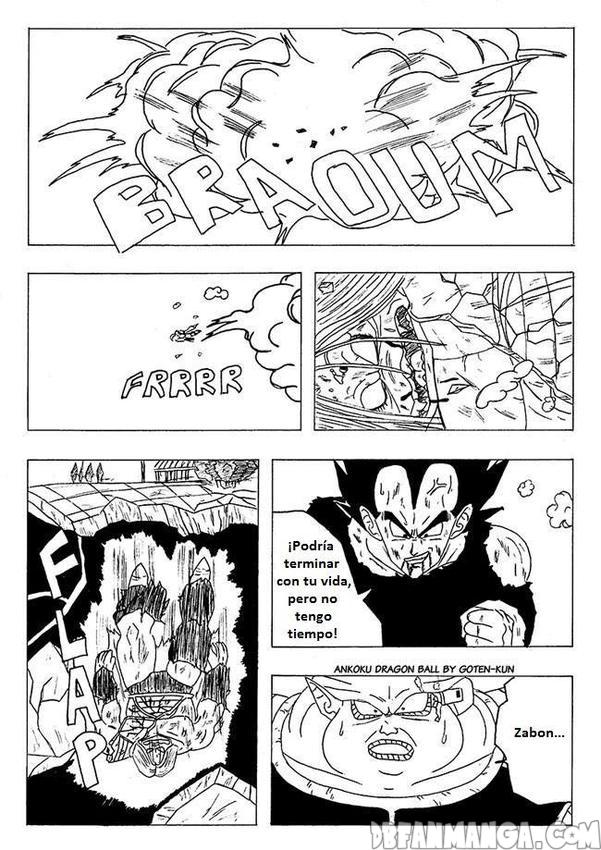 BRAOUM
FRRRR
FLAP
¡Podría
terminar
con tu vida,
pero no
tengo
tiempo!
ANKOKU DRAGON BALL BY GOTEN-KUN
Zabon...
DBFANMANGA.COM